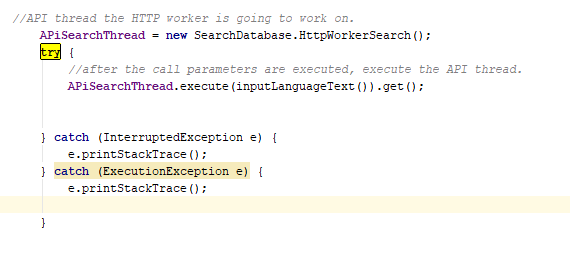 //API thread the HTTP worker is going to work on.
APiSearchThread = new SearchDatabase.HttpWorkerSearch();
try {
//after the call parameters are executed, execute the API thread.
APiSearchThread.execute(inputLanguageText()).get();
} catch (InterruptedException e) {
e.printStackTrace();
} catch (ExecutionException e) {
e.printStackTrace();
}